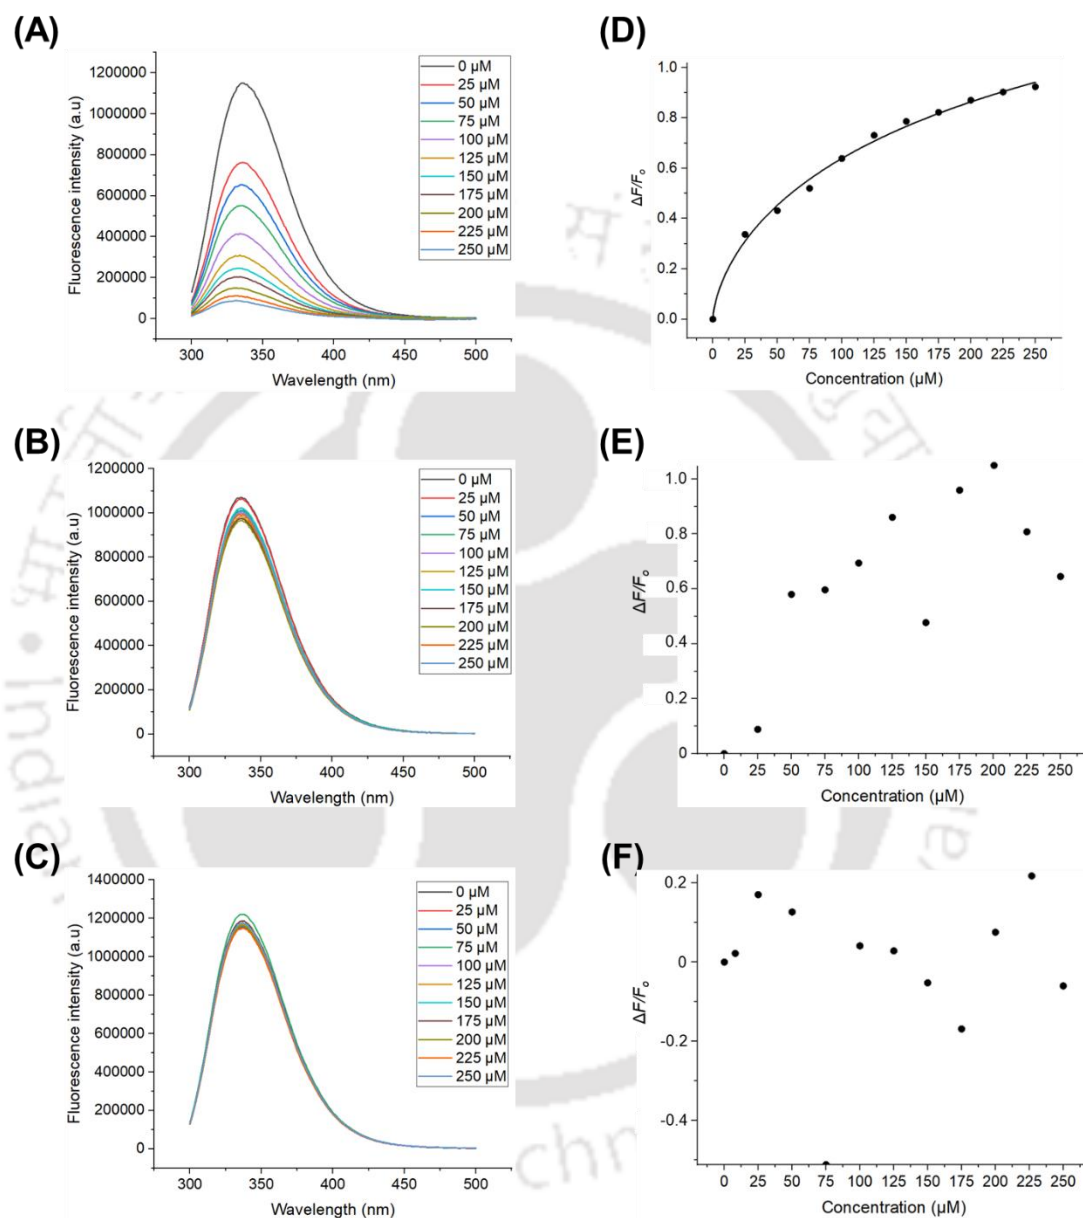 (A)
Fluorescence intensity (a.u)
1200000
1000000
800000
600000
400000
200000
0
300
350
400
450
500
Wavelength (nm)
0 µM
25 µM
50 µM
75 µM
100 µM
125 µM
150 µM
175 µM
200 µM
225 µM
250 µM
(D)
ΔF/Fo
1.0
0.8
0.6
0.4
0.2
0.0
0 25 50 75 100 125 150 175 200 225 250
Concentration (µM)
(B)
Fluorescence intensity (a.u)
1200000
1000000
800000
600000
400000
200000
0
300
350
400
450
500
Wavelength (nm)
0 µM
25 µM
50 µM
75 µM
100 µM
125 µM
150 µM
175 µM
200 µM
225 µM
250 µM
(E)
ΔF/Fo
1.0
0.8
0.6
0.4
0.2
0
0 25 50 75 100 125 150 175 200 225 250
Concentration (µM)
(C)
Fluorescence intensity (a.u)
1400000
1200000
1000000
800000
600000
400000
200000
0
300
350
400
450
500
Wavelength (nm)
0 µM
25 µM
50 µM
75 µM
100 µM
125 µM
150 µM
175 µM
200 µM
225 µM
250 µM
(F)
ΔF/Fo
0.2
0
-0.2
-0.4
0 25 50 75 100 125 150 175 200 225 250
Concentration (µM)